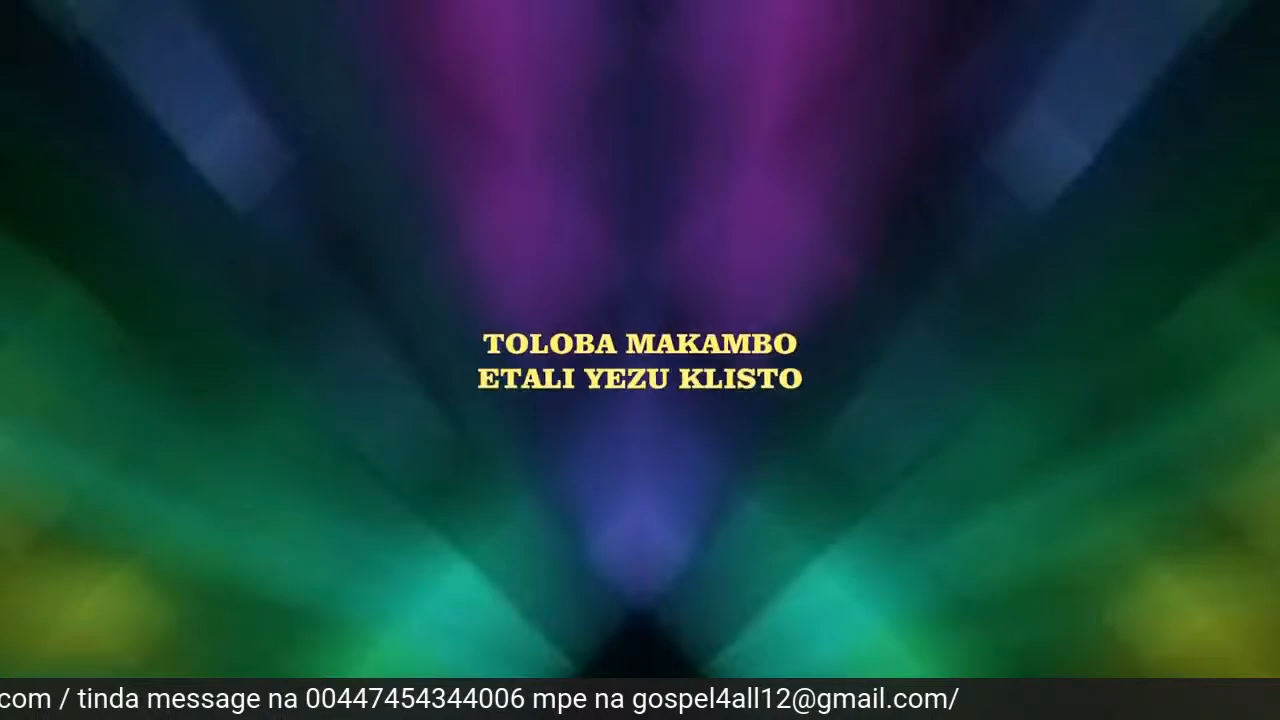 TOLOBA MAKAMBO
ETALI YEZU KLISTO
com / tinda message na 00447454344006 mpe na gospel4all12@gmail.com/